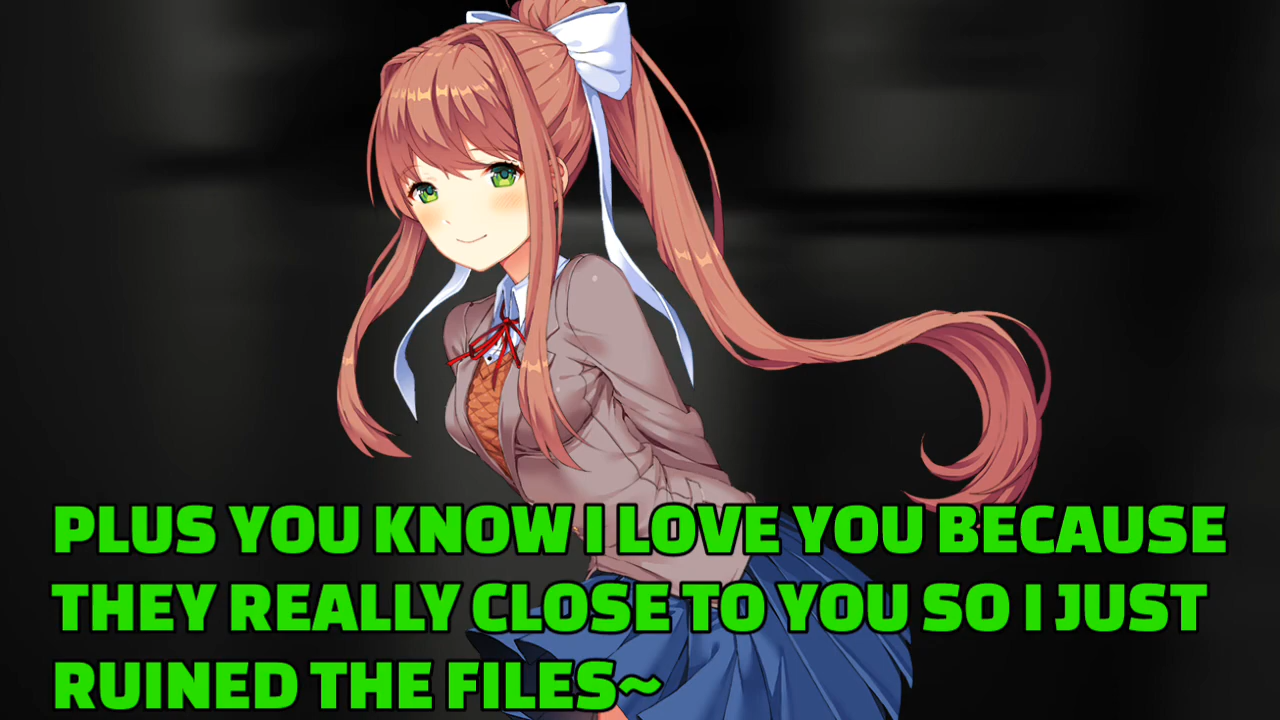 PLUS YOU KNOW I LOVE YOU BECAUSE
THEY REALLY CLOSE TO YOU SO I JUST
RUINED THE FILES~